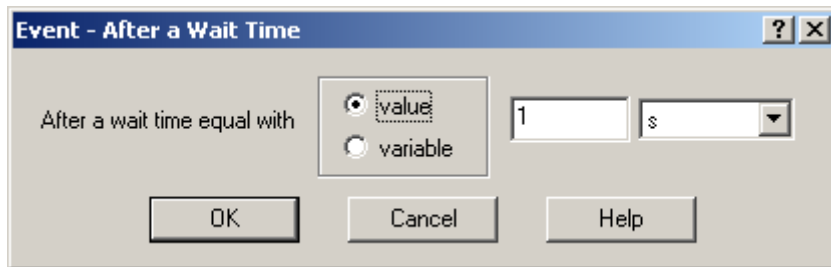 Event - After a Wait Time
After a wait time equal with
value
variable
1
s
OK
Cancel
Help